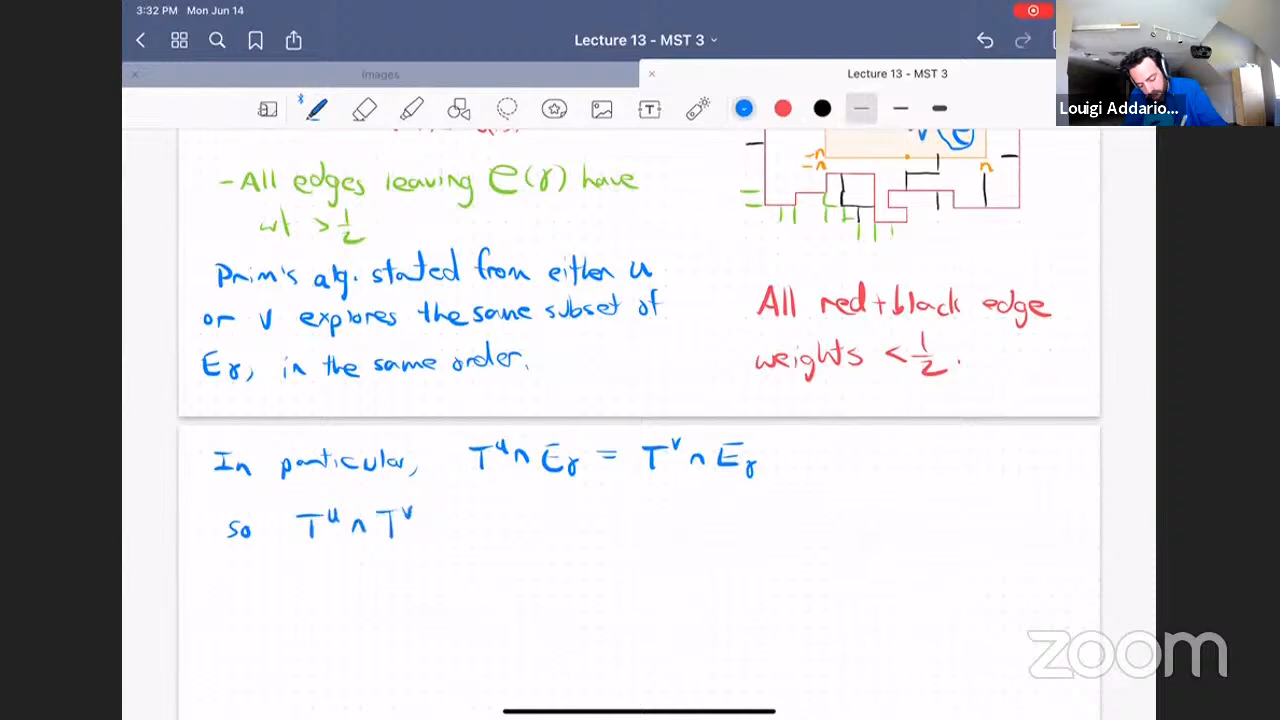 3:32 PM Mon Jun 14
Lecture 13 - MST 3
Images
Lecture 13 - MST 3
Louigi Addario...
- All edges leaving C(γ) have
wt > 1/2
Prim's alg. stated from either u
or v explores the same subset of
Eγ, in the same order.
-n
-n
n
All red + black edge
weights < 1/2.
In particular, T^u ∩ Eγ = T^v ∩ Eγ
so T^u ∩ T^v
zoom